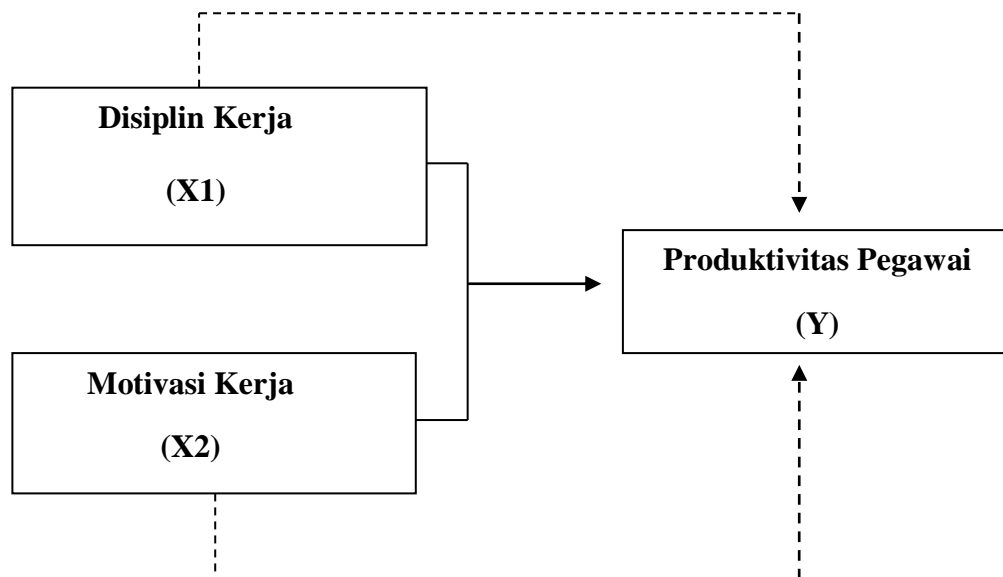 Disiplin Kerja
(X1)
Produktivitas Pegawai
(Y)
Motivasi Kerja
(X2)